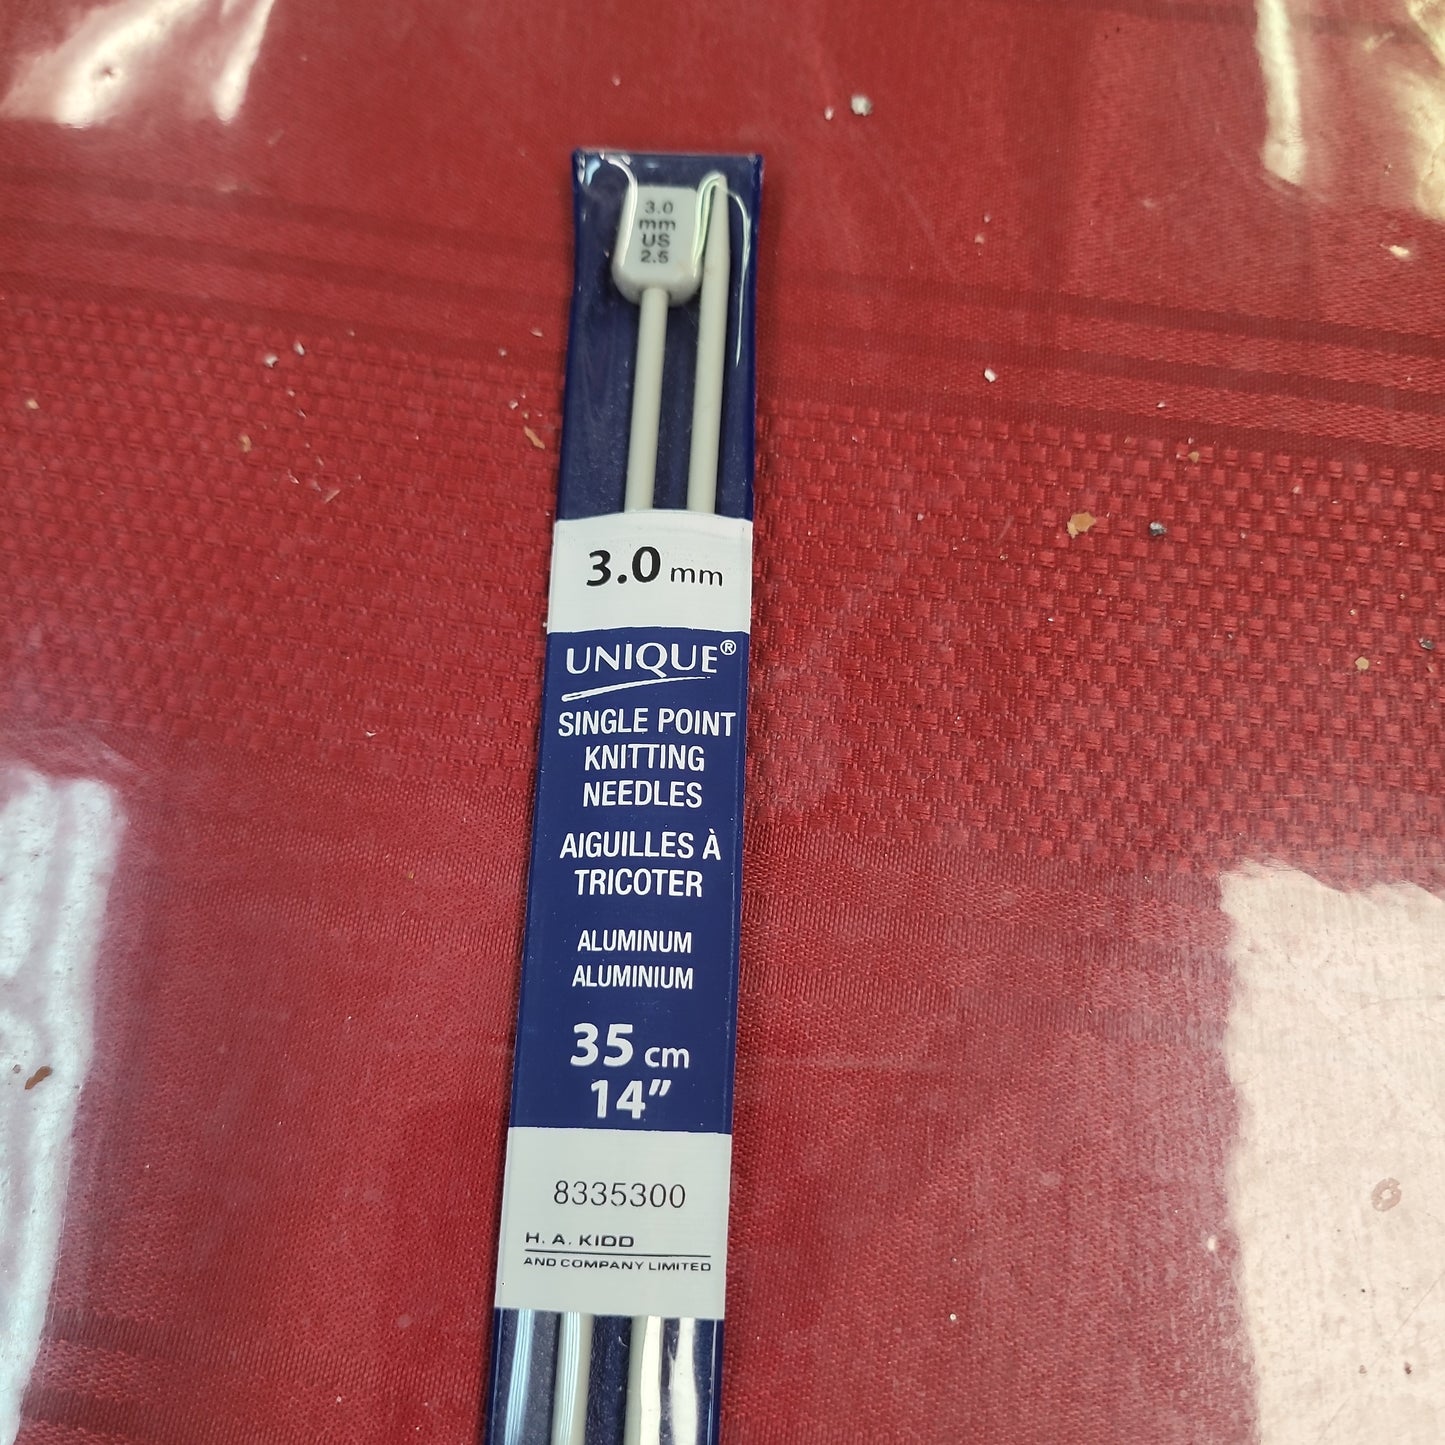 3.0
mm
US
2.5
3.0 mm
UNIQUE®
SINGLE POINT
KNITTING
NEEDLES
AIGUILLES À
TRICOTER
ALUMINUM
ALUMINIUM
35 cm
14”
8335300
H. A. KIDD
AND COMPANY LIMITED